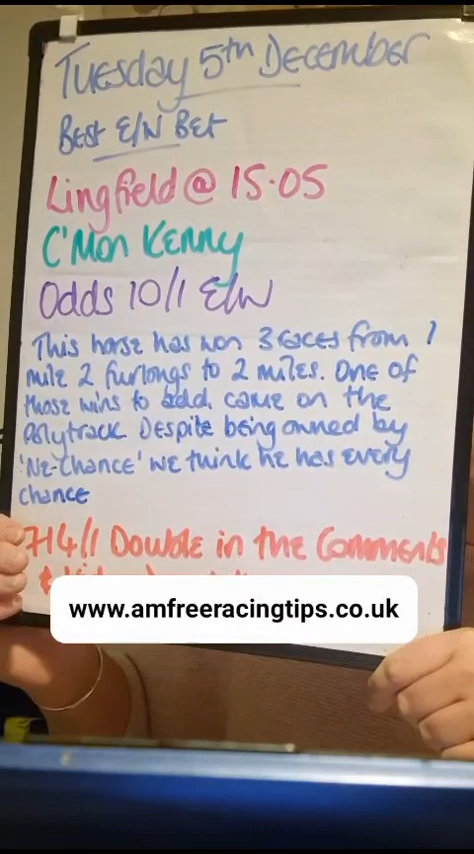 Tuesday 5th December
Best E/W Bet
Lingfield @ 15.05
C'Mon Kenny
Odds 10/1 E/W
This horse has won 3 races from 1
mile 2 furlongs to 2 miles. One of
those wins to add, came on the
Polytrack Despite being owned by
'Ne-Chance' we think he has every
chance
714/1 Double in the Comments
www.amfreeracingtips.co.uk